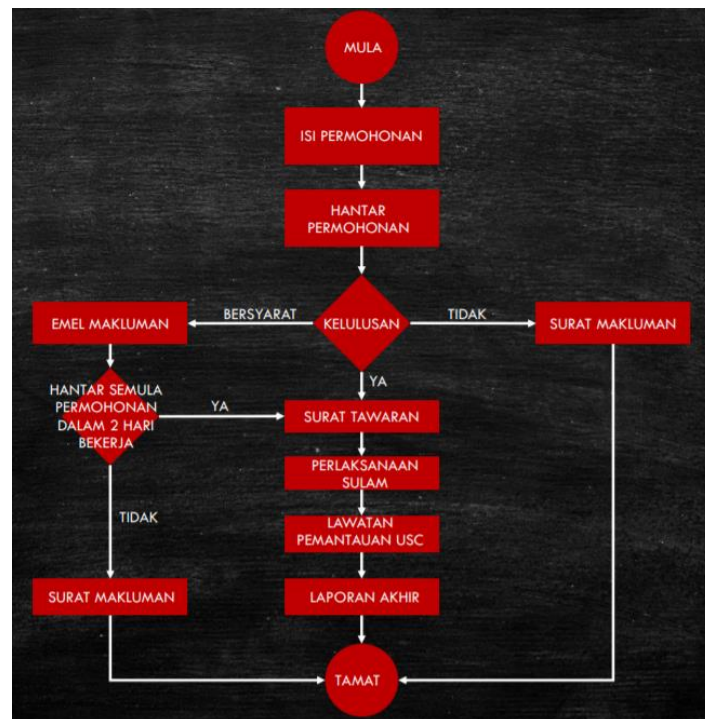 MULA
ISI PERMOHONAN
HANTAR
PERMOHONAN
EMEL MAKLUMAN
BERSYARAT
KELULUSAN
TIDAK
SURAT MAKLUMAN
YA
HANTAR SEMULA
PERMOHONAN
DALAM 2 HARI
BEKERJA
YA
SURAT TAWARAN
PERLAKSANAAN
SULAM
TIDAK
LAWATAN
PEMANTAUAN USC
SURAT MAKLUMAN
LAPORAN AKHIR
TAMAT